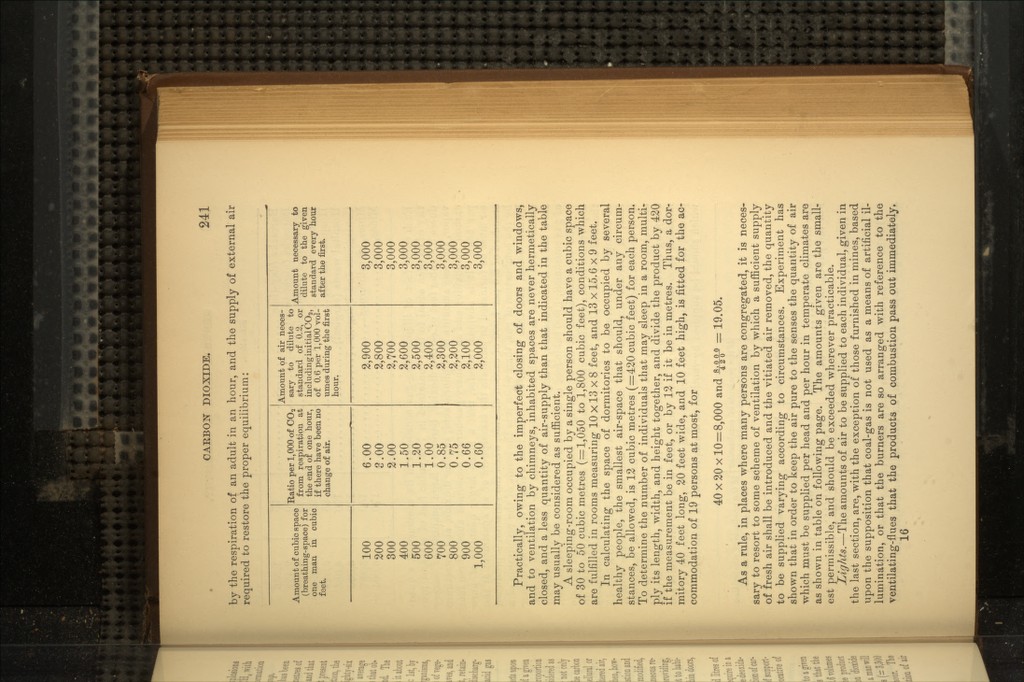 CARBON DIOXIDE. 241
by the respiration of an adult in an hour, and the supply of external air
required to restore the proper equilibrium:
Amount of cubic space (breathing-space) for one man in cubic feet. | Ratio per 1,000 of CO₂ from respiration at the end of one hour, if there have been no change of air. | Amount of air necessary to dilute to standard of 0.2, or including initial CO₂, of 0.6 per 1,000 volumes during the first hour. | Amount necessary to dilute to the given standard every hour after the first.
100 6.00 2,900 3,000
200 3.00 2,800 3,000
300 2.00 2,700 3,000
400 1.50 2,600 3,000
500 1.20 2,500 3,000
600 1.00 2,400 3,000
700 0.85 2,300 3,000
800 0.75 2,200 3,000
900 0.66 2,100 3,000
1,000 0.60 2,000 3,000
Practically, owing to the imperfect closing of doors and windows,
and to ventilation by chimneys, inhabited spaces are never hermetically
closed, and a less quantity of air-supply than that indicated in the table
may usually be considered as sufficient.
A sleeping-room occupied by a single person should have a cubic space
of 30 to 50 cubic metres (=1,050 to 1,800 cubic feet), conditions which
are fulfilled in rooms measuring 10×13×8 feet, and 13×15.6×9 feet.
In calculating the space of dormitories to be occupied by several
healthy people, the smallest air-space that should, under any circum-
stances, be allowed, is 12 cubic metres (=420 cubic feet) for each person.
To determine the number of individuals that may sleep in a room, multi-
ply its length, width, and height together, and divide the product by 420
if the measurement be in feet, or by 12 if it be in metres. Thus, a dor-
mitory 40 feet long, 20 feet wide, and 10 feet high, is fitted for the ac-
commodation of 19 persons at most, for
40×20×10=8,000 and 8000/420 = 19.05.
As a rule, in places where many persons are congregated, it is neces-
sary to resort to some scheme of ventilation by which a sufficient supply
of fresh air shall be introduced and the vitiated air removed, the quantity
to be supplied varying according to circumstances. Experiment has
shown that in order to keep the air pure to the senses the quantity of air
which must be supplied per head and per hour in temperate climates are
as shown in table on following page. The amounts given are the small-
est permissible, and should be exceeded wherever practicable.
Lights.—The amounts of air to be supplied to each individual, given in
the last section, are, with the exception of those furnished in mines, based
upon the supposition that coal-gas is not used as a means of artificial il-
lumination, or that the burners are so arranged with reference to the
ventilating-flues that the products of combustion pass out immediately.
16